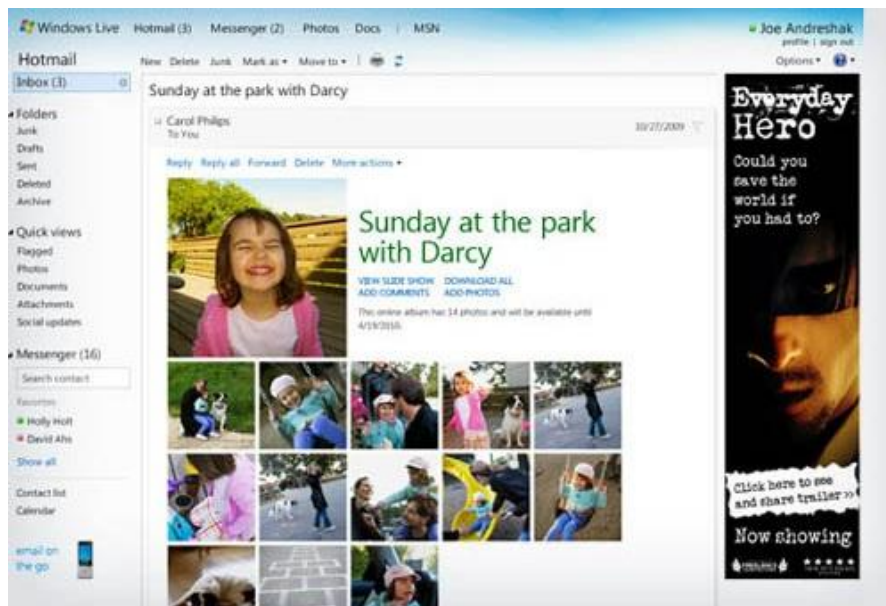 Windows Live Hotmail (3) Messenger (2) Photos Docs | MSN
Joe Andreshak
profile | sign out
Hotmail
New Delete Junk Mark as Move to
Options
Inbox (3)
Sunday at the park with Darcy
Carol Philips
To You
10/27/2009
Reply Reply all Forward Delete More actions
Folders
Junk
Drafts
Sent
Deleted
Archive
Quick views
Flagged
Photos
Documents
Attachments
Social updates
Messenger (16)
Search contact
Favorites
Holly Holt
David Ahs
Show all
Contact list
Calendar
email on
the go
Sunday at the park
with Darcy
VIEW SLIDE SHOW DOWNLOAD ALL
ADD COMMENTS ADD PHOTOS
This online album has 14 photos and will be available until
4/19/2010.
Everyday
Hero
Could you
save the
world if
you had to?
Click here to see
and share trailer >>
Now showing